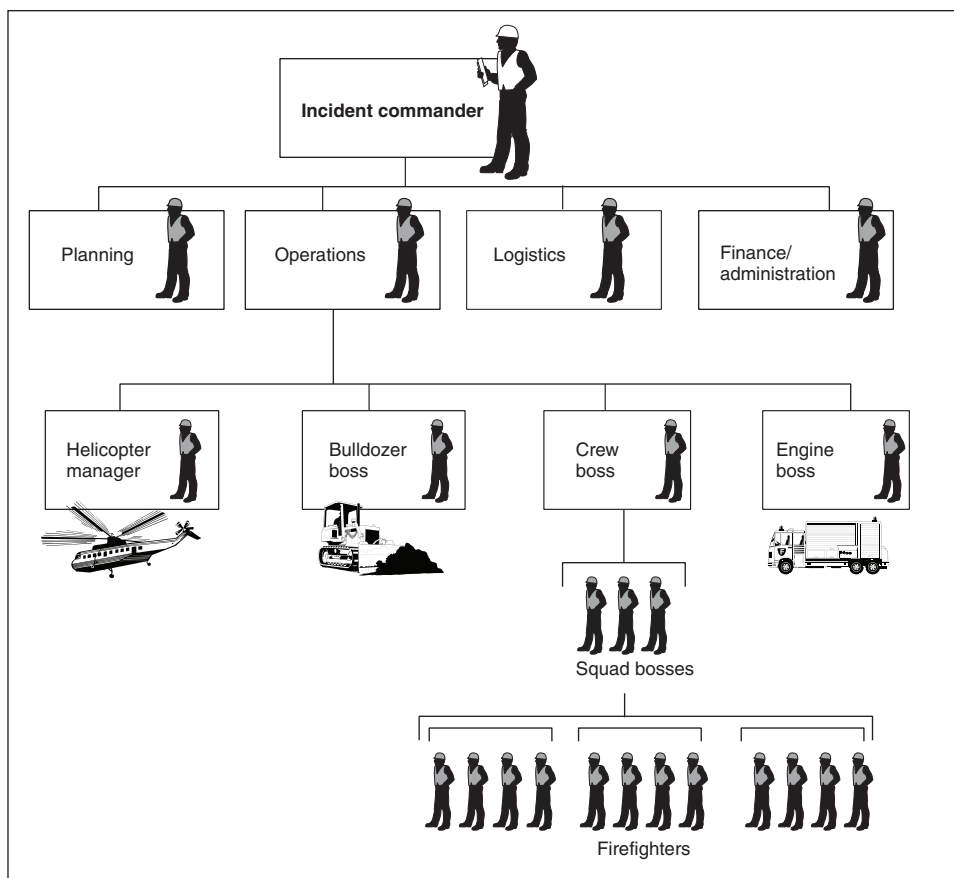 Incident commander
Planning
Operations
Logistics
Finance/
administration
Helicopter
manager
Bulldozer
boss
Crew
boss
Engine
boss
Squad bosses
Firefighters